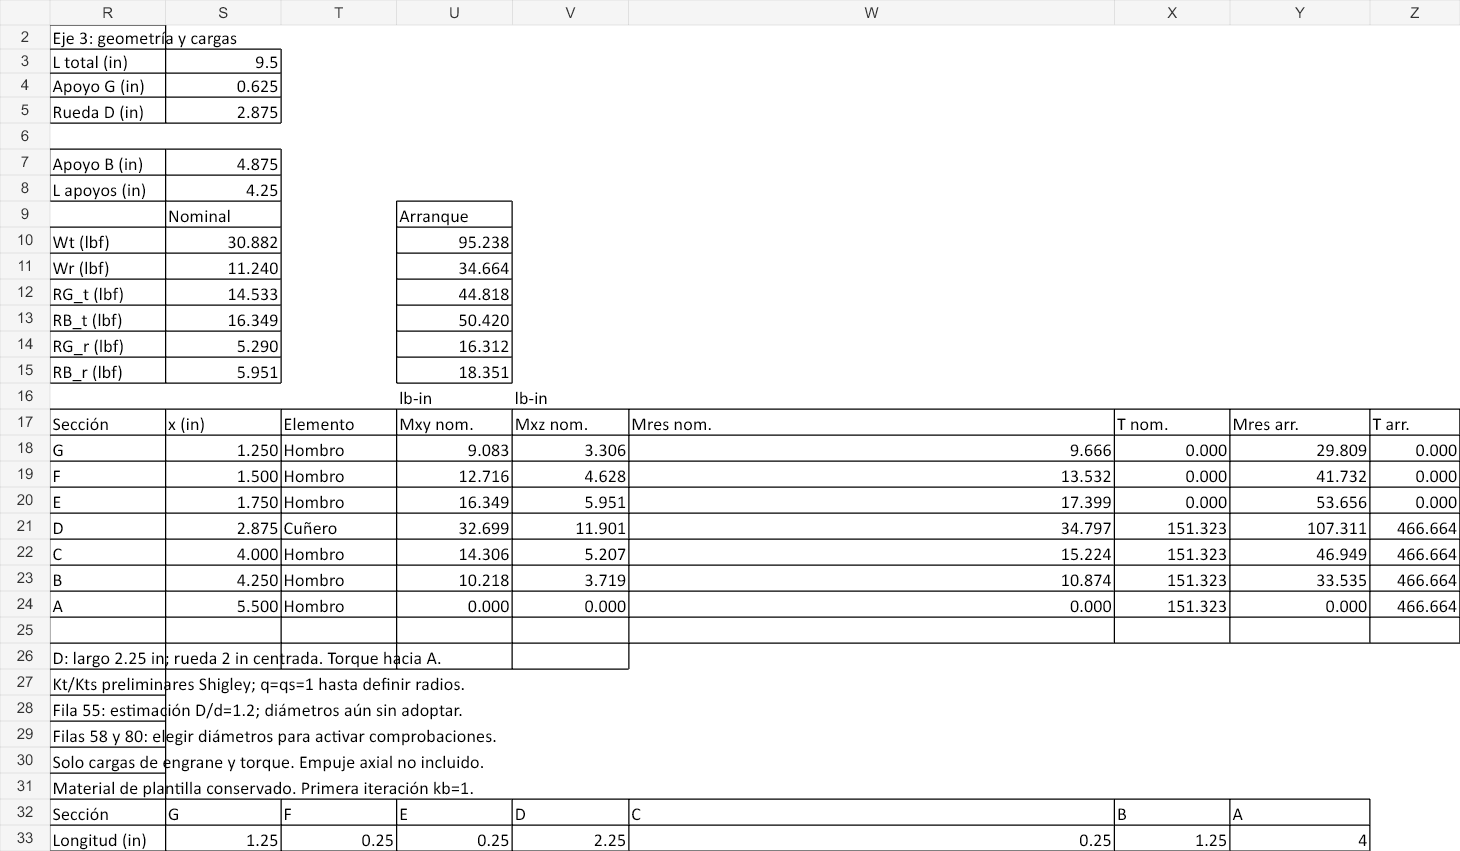 R S T U V W X Y Z
2 Eje 3: geometría y cargas
3 L total (in) 9.5
4 Apoyo G (in) 0.625
5 Rueda D (in) 2.875
6
7 Apoyo B (in) 4.875
8 L apoyos (in) 4.25
9 Nominal Arranque
10 Wt (lbf) 30.882 95.238
11 Wr (lbf) 11.240 34.664
12 RG_t (lbf) 14.533 44.818
13 RB_t (lbf) 16.349 50.420
14 RG_r (lbf) 5.290 16.312
15 RB_r (lbf) 5.951 18.351
16 lb-in lb-in
17 Sección x (in) Elemento Mxy nom. Mxz nom. Mres nom. T nom. Mres arr. T arr.
18 G 1.250 Hombro 9.083 3.306 9.666 0.000 29.809 0.000
19 F 1.500 Hombro 12.716 4.628 13.532 0.000 41.732 0.000
20 E 1.750 Hombro 16.349 5.951 17.399 0.000 53.656 0.000
21 D 2.875 Cuñero 32.699 11.901 34.797 151.323 107.311 466.664
22 C 4.000 Hombro 14.306 5.207 15.224 151.323 46.949 466.664
23 B 4.250 Hombro 10.218 3.719 10.874 151.323 33.535 466.664
24 A 5.500 Hombro 0.000 0.000 0.000 151.323 0.000 466.664
25
26 D: largo 2.25 in; rueda 2 in centrada. Torque hacia A.
27 Kt/Kts preliminares Shigley; q=qs=1 hasta definir radios.
28 Fila 55: estimación D/d=1.2; diámetros aún sin adoptar.
29 Filas 58 y 80: elegir diámetros para activar comprobaciones.
30 Solo cargas de engrane y torque. Empuje axial no incluido.
31 Material de plantilla conservado. Primera iteración kb=1.
32 Sección G F E D C B A
33 Longitud (in) 1.25 0.25 0.25 2.25 0.25 1.25 4